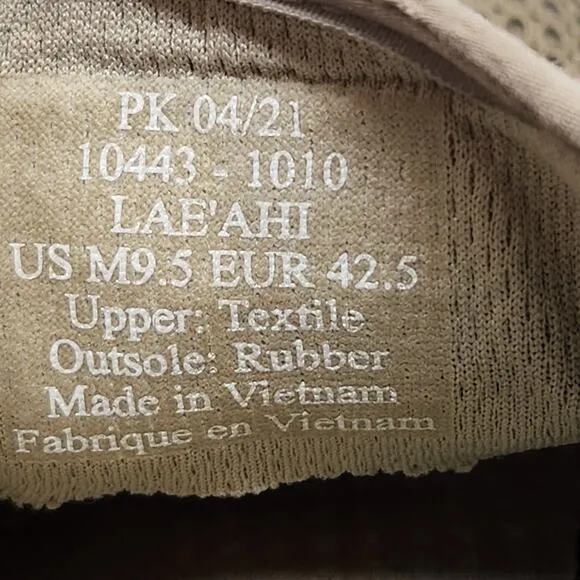 PK 04/21
10443 - 1010
LAE'AHI
US M9.5 EUR 42.5
Upper: Textile
Outsole: Rubber
Made in Vietnam
Fabrique en Vietnam